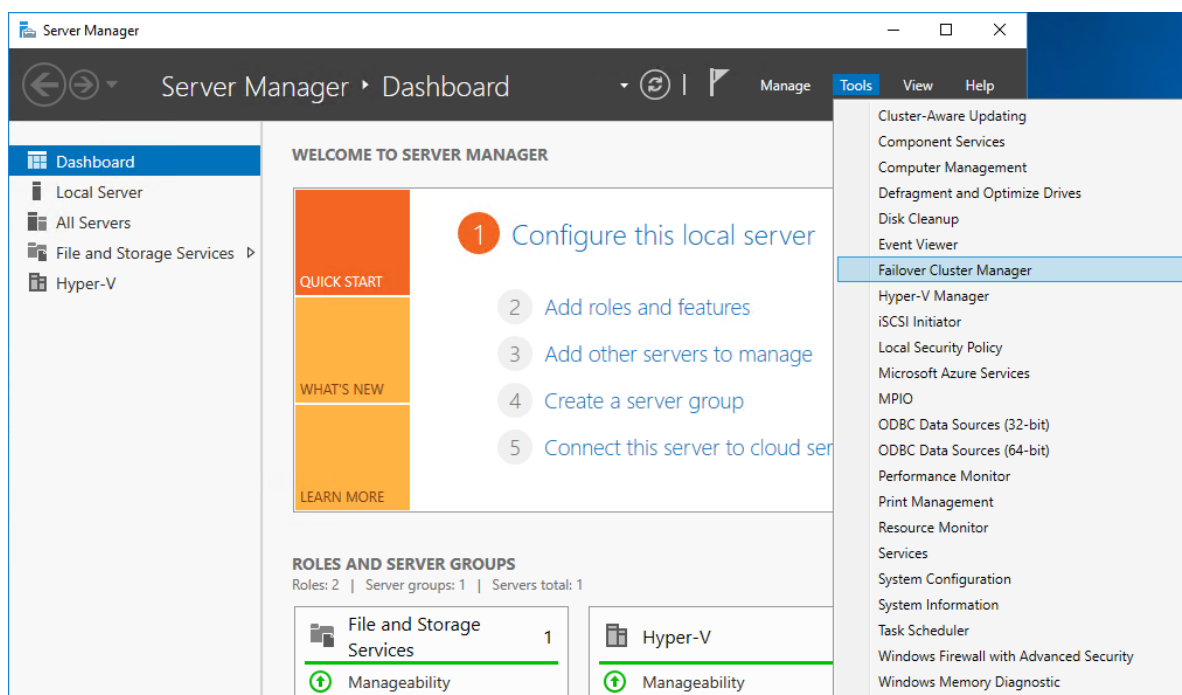 Server Manager
Server Manager ‣ Dashboard
Manage
Tools
View
Help
Dashboard
Local Server
All Servers
File and Storage Services
Hyper-V
WELCOME TO SERVER MANAGER
QUICK START
WHAT'S NEW
LEARN MORE
1 Configure this local server
2 Add roles and features
3 Add other servers to manage
4 Create a server group
5 Connect this server to cloud ser
ROLES AND SERVER GROUPS
Roles: 2 | Server groups: 1 | Servers total: 1
File and Storage
Services
1
Manageability
Hyper-V
Manageability
Cluster-Aware Updating
Component Services
Computer Management
Defragment and Optimize Drives
Disk Cleanup
Event Viewer
Failover Cluster Manager
Hyper-V Manager
iSCSI Initiator
Local Security Policy
Microsoft Azure Services
MPIO
ODBC Data Sources (32-bit)
ODBC Data Sources (64-bit)
Performance Monitor
Print Management
Resource Monitor
Services
System Configuration
System Information
Task Scheduler
Windows Firewall with Advanced Security
Windows Memory Diagnostic